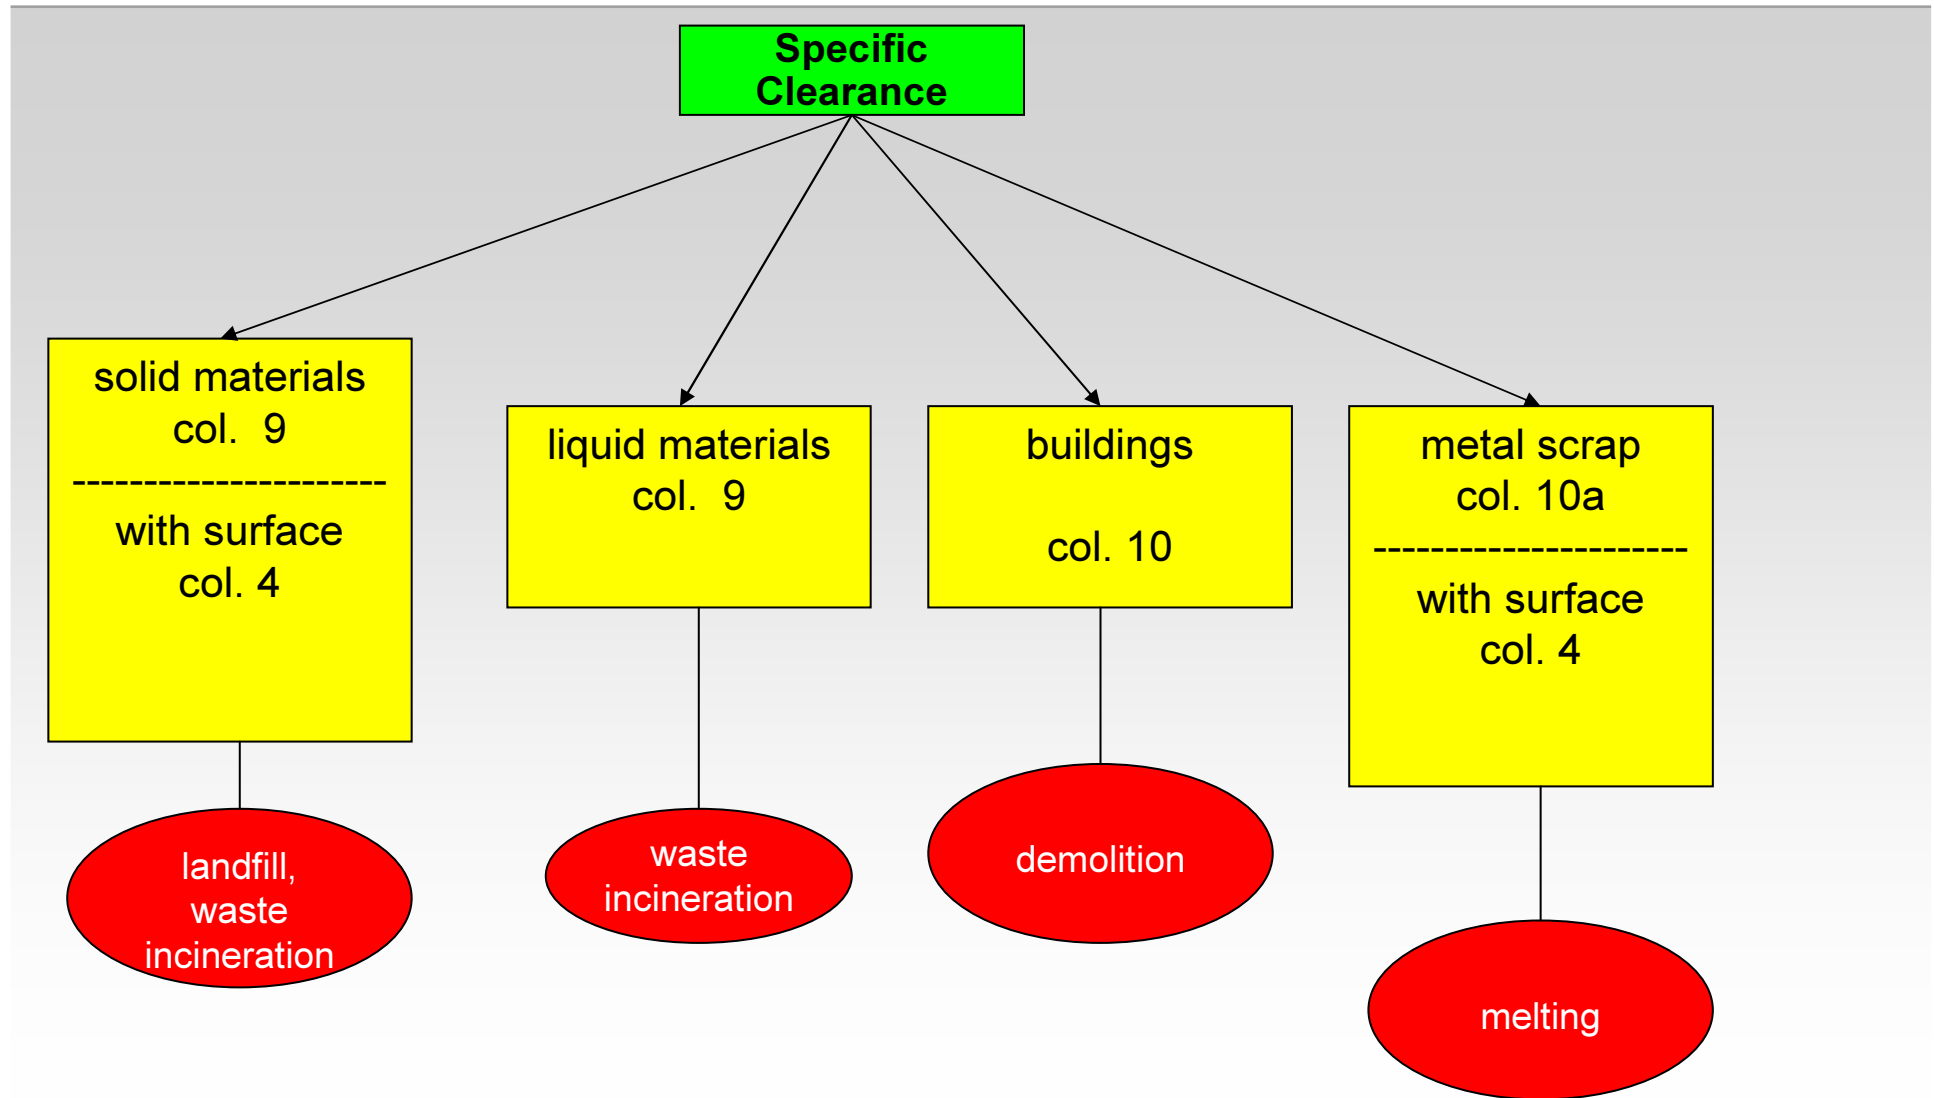 Specific
Clearance
solid materials
col.  9
----------------------
with surface
col. 4
liquid materials
col.  9
buildings
col. 10
metal scrap
col. 10a
----------------------
with surface
col. 4
landfill,
waste
incineration
waste
incineration
demolition
melting